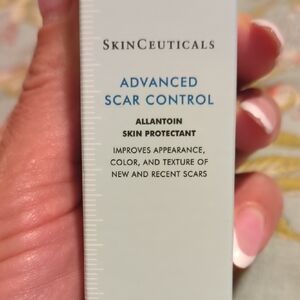 SKINCEUTICALS
ADVANCED
SCAR CONTROL
ALLANTOIN
SKIN PROTECTANT
IMPROVES APPEARANCE,
COLOR, AND TEXTURE OF
NEW AND RECENT SCARS